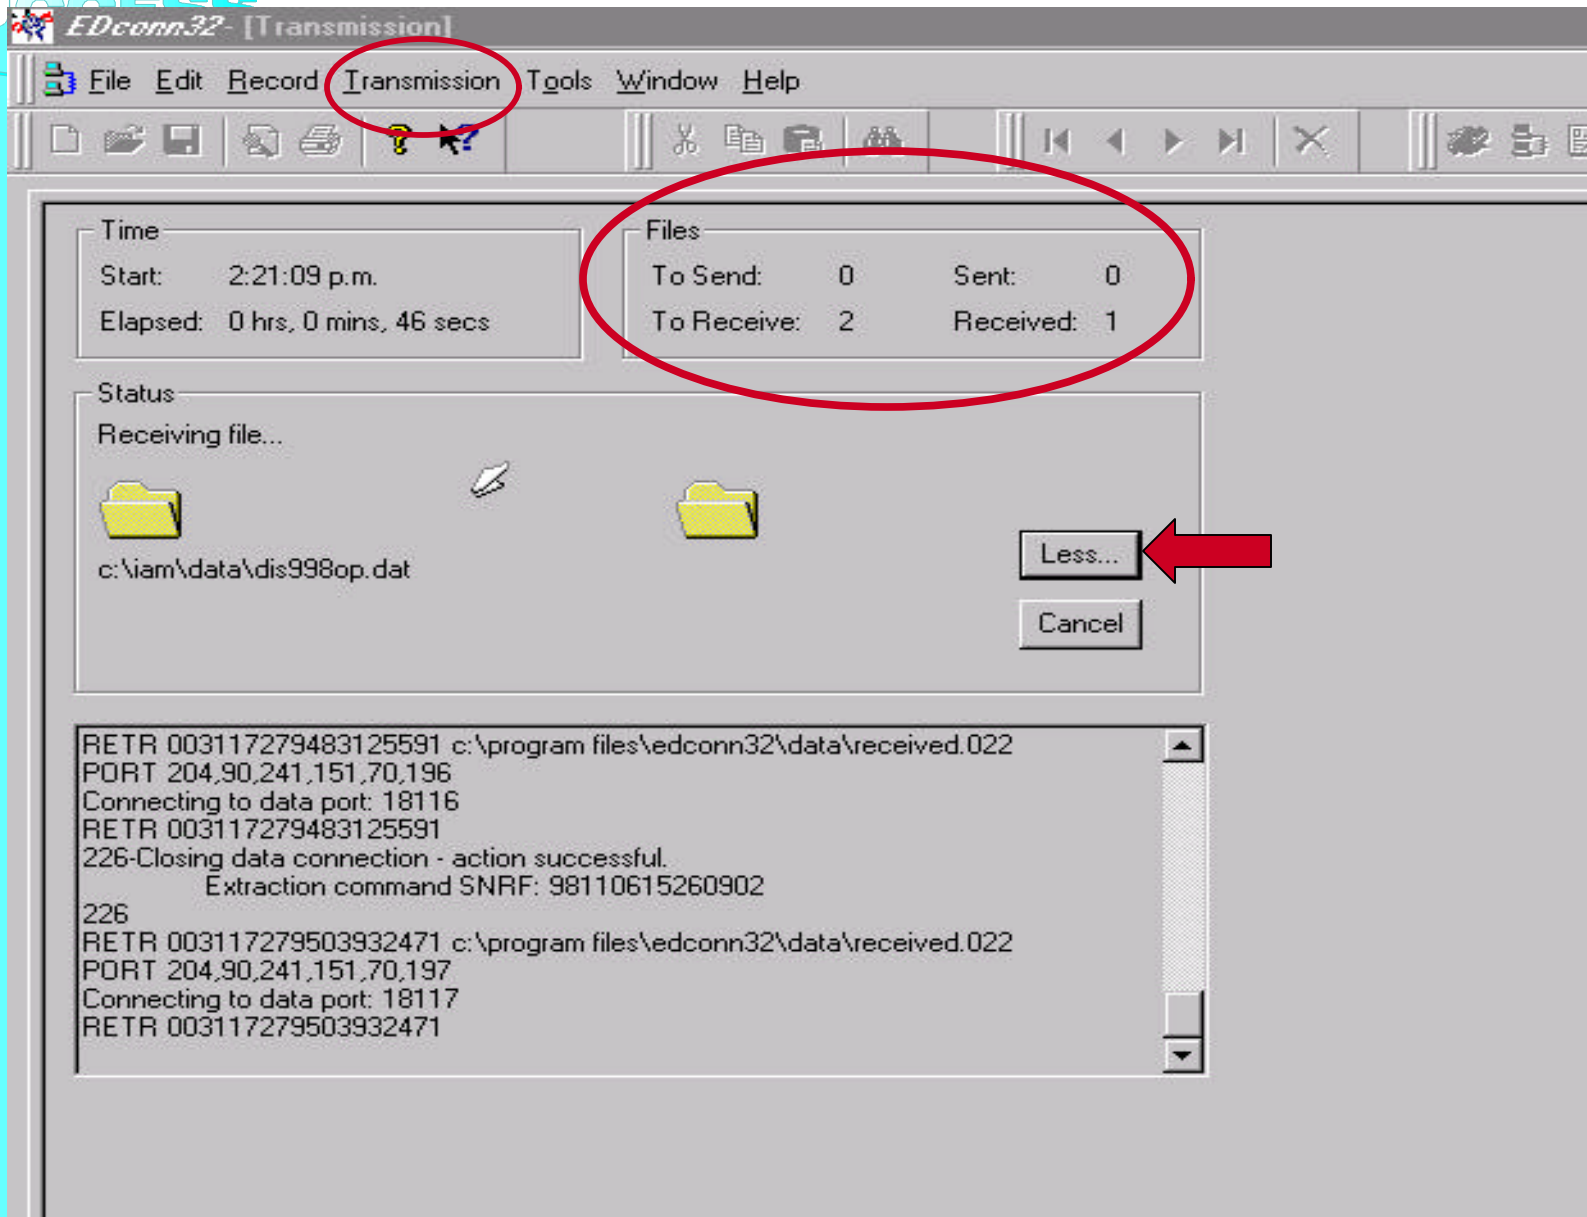 EDconn32- [Transmission]
File Edit Record Transmission Tools Window Help
Time
Start: 2:21:09 p.m.
Elapsed: 0 hrs, 0 mins, 46 secs
Files
To Send: 0 Sent: 0
To Receive: 2 Received: 1
Status
Receiving file...
c:\iam\data\dis998op.dat
Less...
Cancel
RETR 003117279483125591 c:\program files\edconn32\data\received.022
PORT 204,90,241,151,70,196
Connecting to data port: 18116
RETR 003117279483125591
226-Closing data connection - action successful.
Extraction command SNRF: 98110615260902
226
RETR 003117279503932471 c:\program files\edconn32\data\received.022
PORT 204,90,241,151,70,197
Connecting to data port: 18117
RETR 003117279503932471